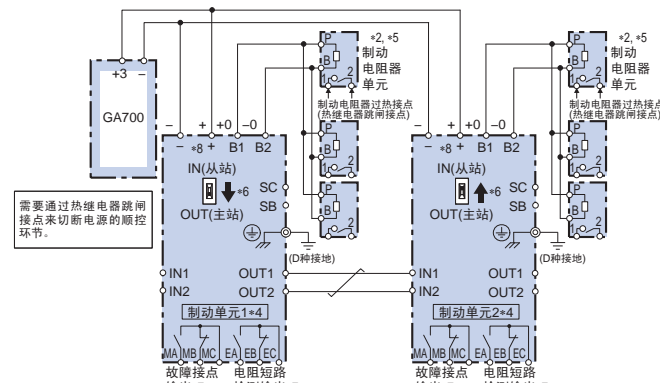 +3 −
GA700
需要通过热继电器跳闸
接点来切断电源的顺控
环节。
− + +0 −0
− *8 + B1 B2
IN(从站)
*6
OUT(主站)
SC
SB
(D种接地)
IN1 OUT1
IN2 OUT2
制动单元1*4
MA MB MC EA EB EC
故障接点 电阻短路
P
B
1 2
*2, *5
制动
电阻器
单元
制动电阻器过热接点
(热继电器跳闸接点)
P
B
1 2
P
B
1 2
− + +0 −0
− *8 + B1 B2
IN(从站)
*6
OUT(主站)
SC
SB
(D种接地)
IN1 OUT1
IN2 OUT2
制动单元2*4
MA MB MC EA EB EC
故障接点 电阻短路
P
B
1 2
*2, *5
制动
电阻器
单元
制动电阻器过热接点
(热继电器跳闸接点)
P
B
1 2
P
B
1 2